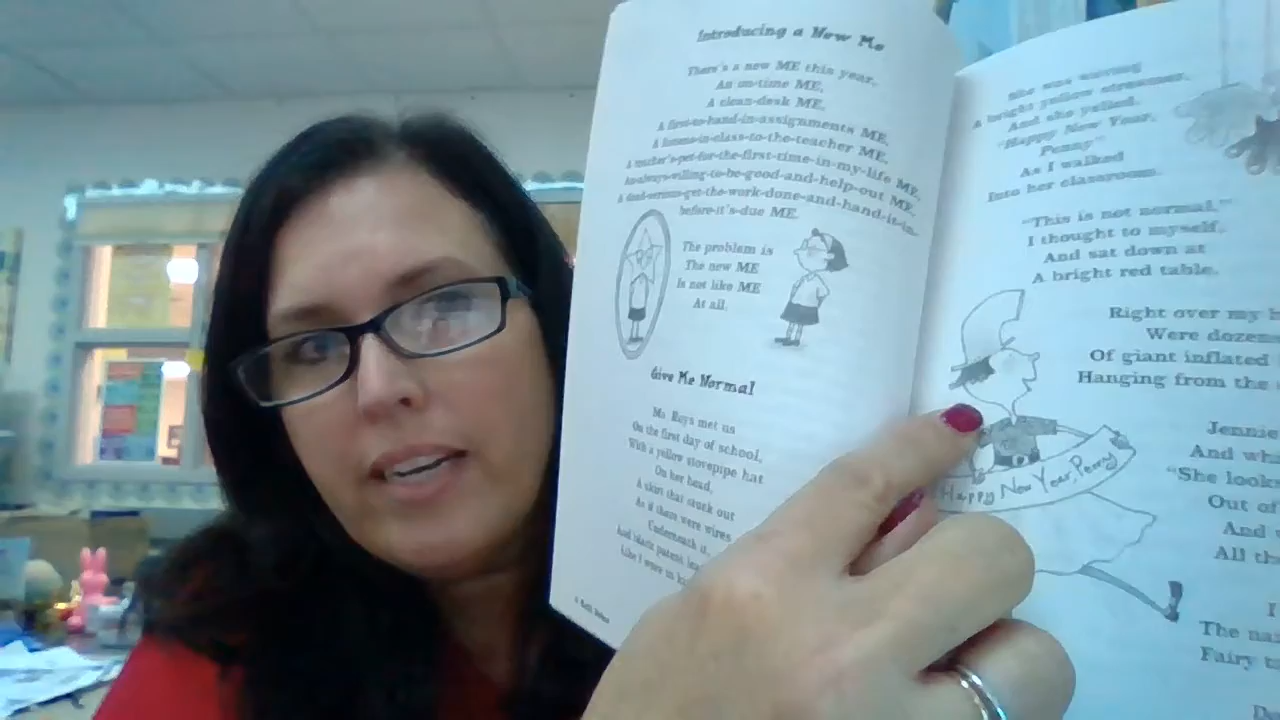 Introducing a New Me
There's a new ME this year,
An on-time ME,
A clean-desk ME,
A first-to-hand-in-assignments ME,
A listens-in-class-to-the-teacher ME,
A teacher's-pet-for-the-first-time-in-my-life ME,
An-always-willing-to-be-good-and-help-out ME,
A dead-serious-get-the-work-done-and-hand-it-in-
before-it's-due ME.
The problem is
The new ME
Is not like ME
At all.
Give Me Normal
Ms. Roys met us
On the first day of school,
With a yellow stovepipe hat
On her head,
A skirt that stuck out
As if there were wires
Underneath it,
And black patent
Like I wore in
She was waving
A bright yellow streamer.
And she yelled,
"Happy New Year,
Penny"
As I walked
Into her classroom.
"This is not normal,"
I thought to myself,
And sat down at
A bright red table.
Right over my
Were
Of giant inflated
Hanging from the
Happy New Year, Penny
Jennie
And
"She looks
Out of
And
All
I
The
Fairy